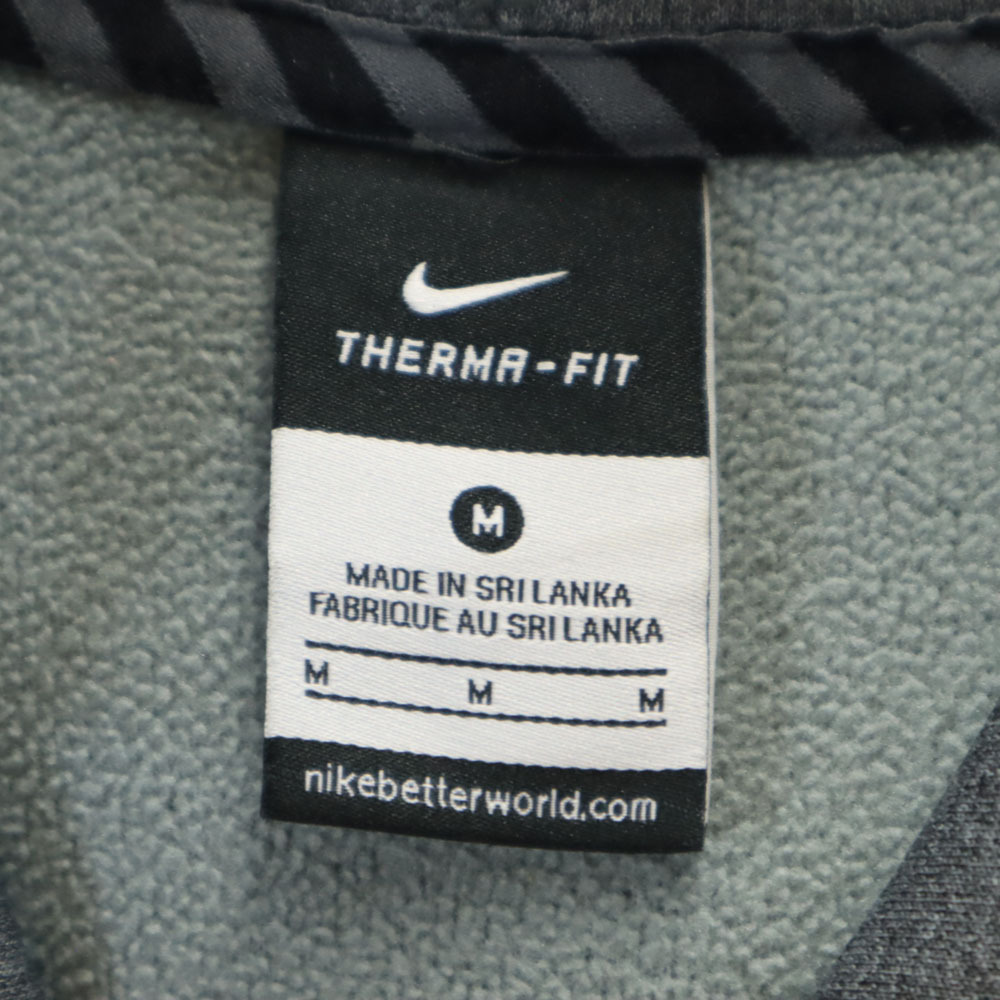 THERMA-FIT
M
MADE IN SRI LANKA
FABRIQUE AU SRI LANKA
M M M
nikebetterworld.com